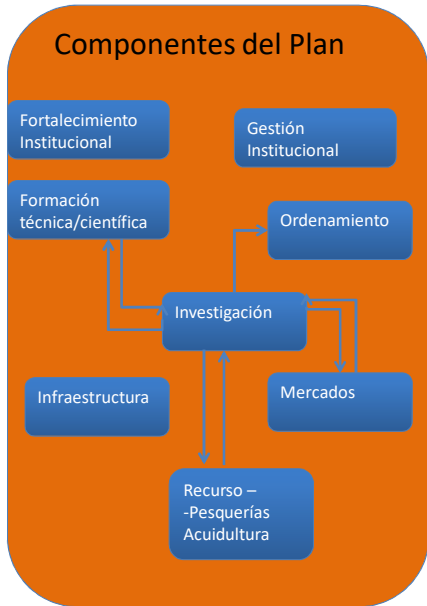 Componentes del Plan
Fortalecimiento
Institucional
Gestión
Institucional
Formación
técnica/científica
Ordenamiento
Investigación
Infraestructura
Mercados
Recurso –
-Pesquerías
Acuidultura